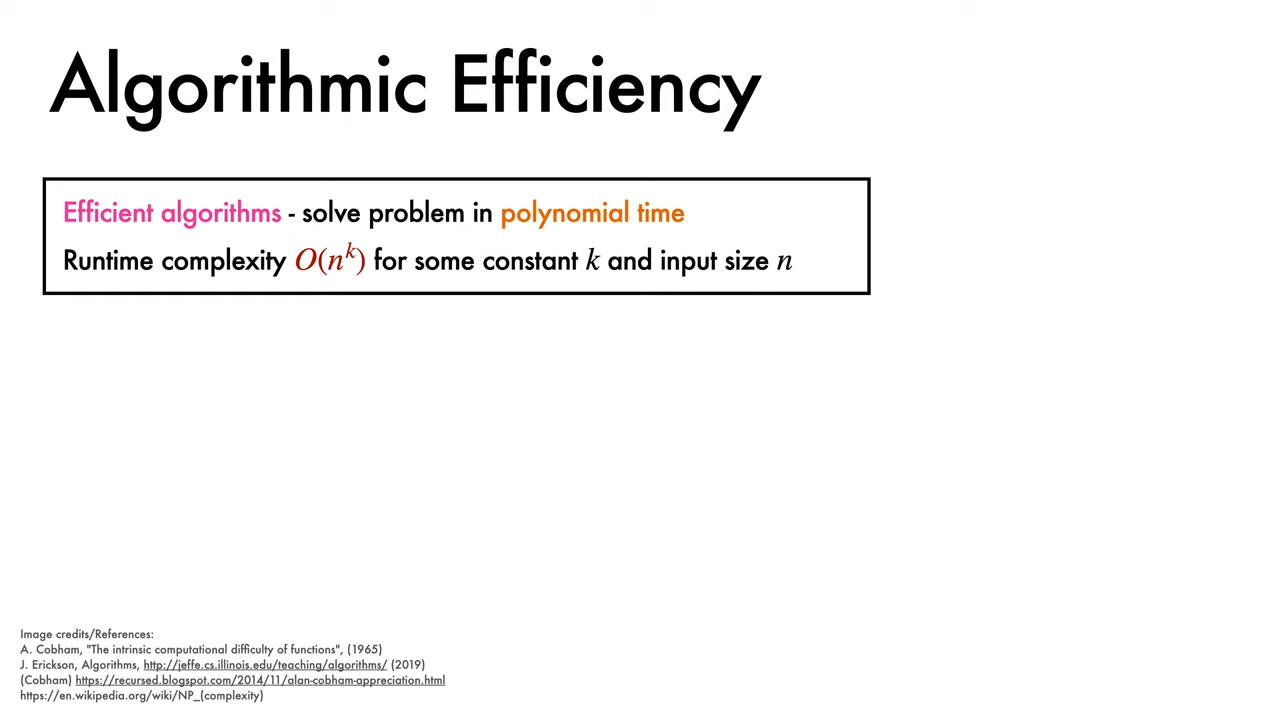 Algorithmic Efficiency
Efficient algorithms - solve problem in polynomial time
Runtime complexity O(n^k) for some constant k and input size n
Image credits/References:
A. Cobham, "The intrinsic computational difficulty of functions", (1965)
J. Erickson, Algorithms, http://jeffe.cs.illinois.edu/teaching/algorithms/ (2019)
(Cobham) https://recursed.blogspot.com/2014/11/alan-cobham-appreciation.html
https://en.wikipedia.org/wiki/NP_(complexity)